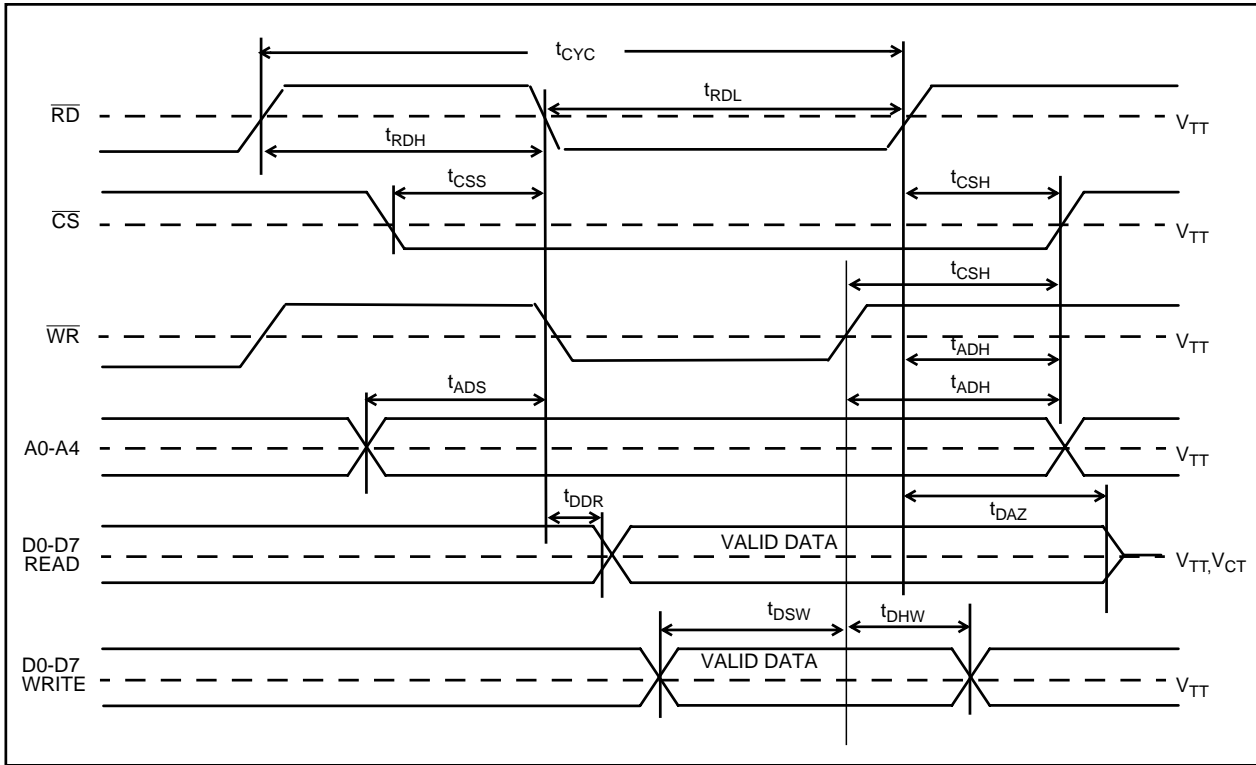 tCYC
tRDL
RD
VTT
tRDH
tCSS
tCSH
CS
VTT
tCSH
WR
VTT
tADH
tADS
tADH
A0-A4
VTT
tDDR
tDAZ
D0-D7
READ
VALID DATA
VTT,VCT
tDSW
tDHW
D0-D7
WRITE
VALID DATA
VTT